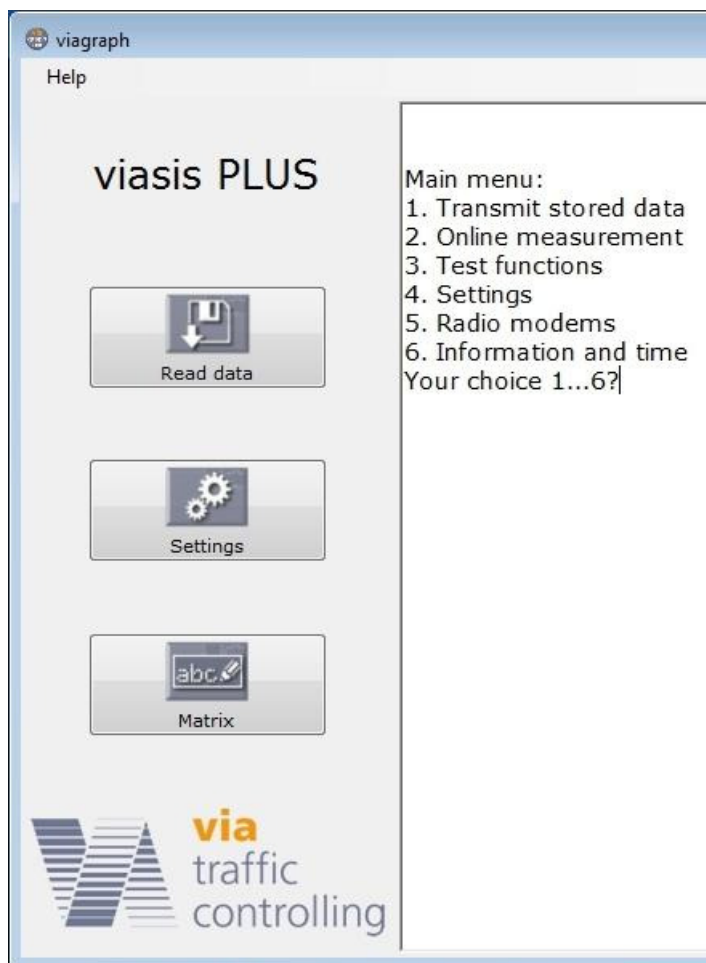 viagraph
Help
viasis PLUS
Read data
Settings
abc
Matrix
via
traffic
controlling
Main menu:
1. Transmit stored data
2. Online measurement
3. Test functions
4. Settings
5. Radio modems
6. Information and time
Your choice 1...6?